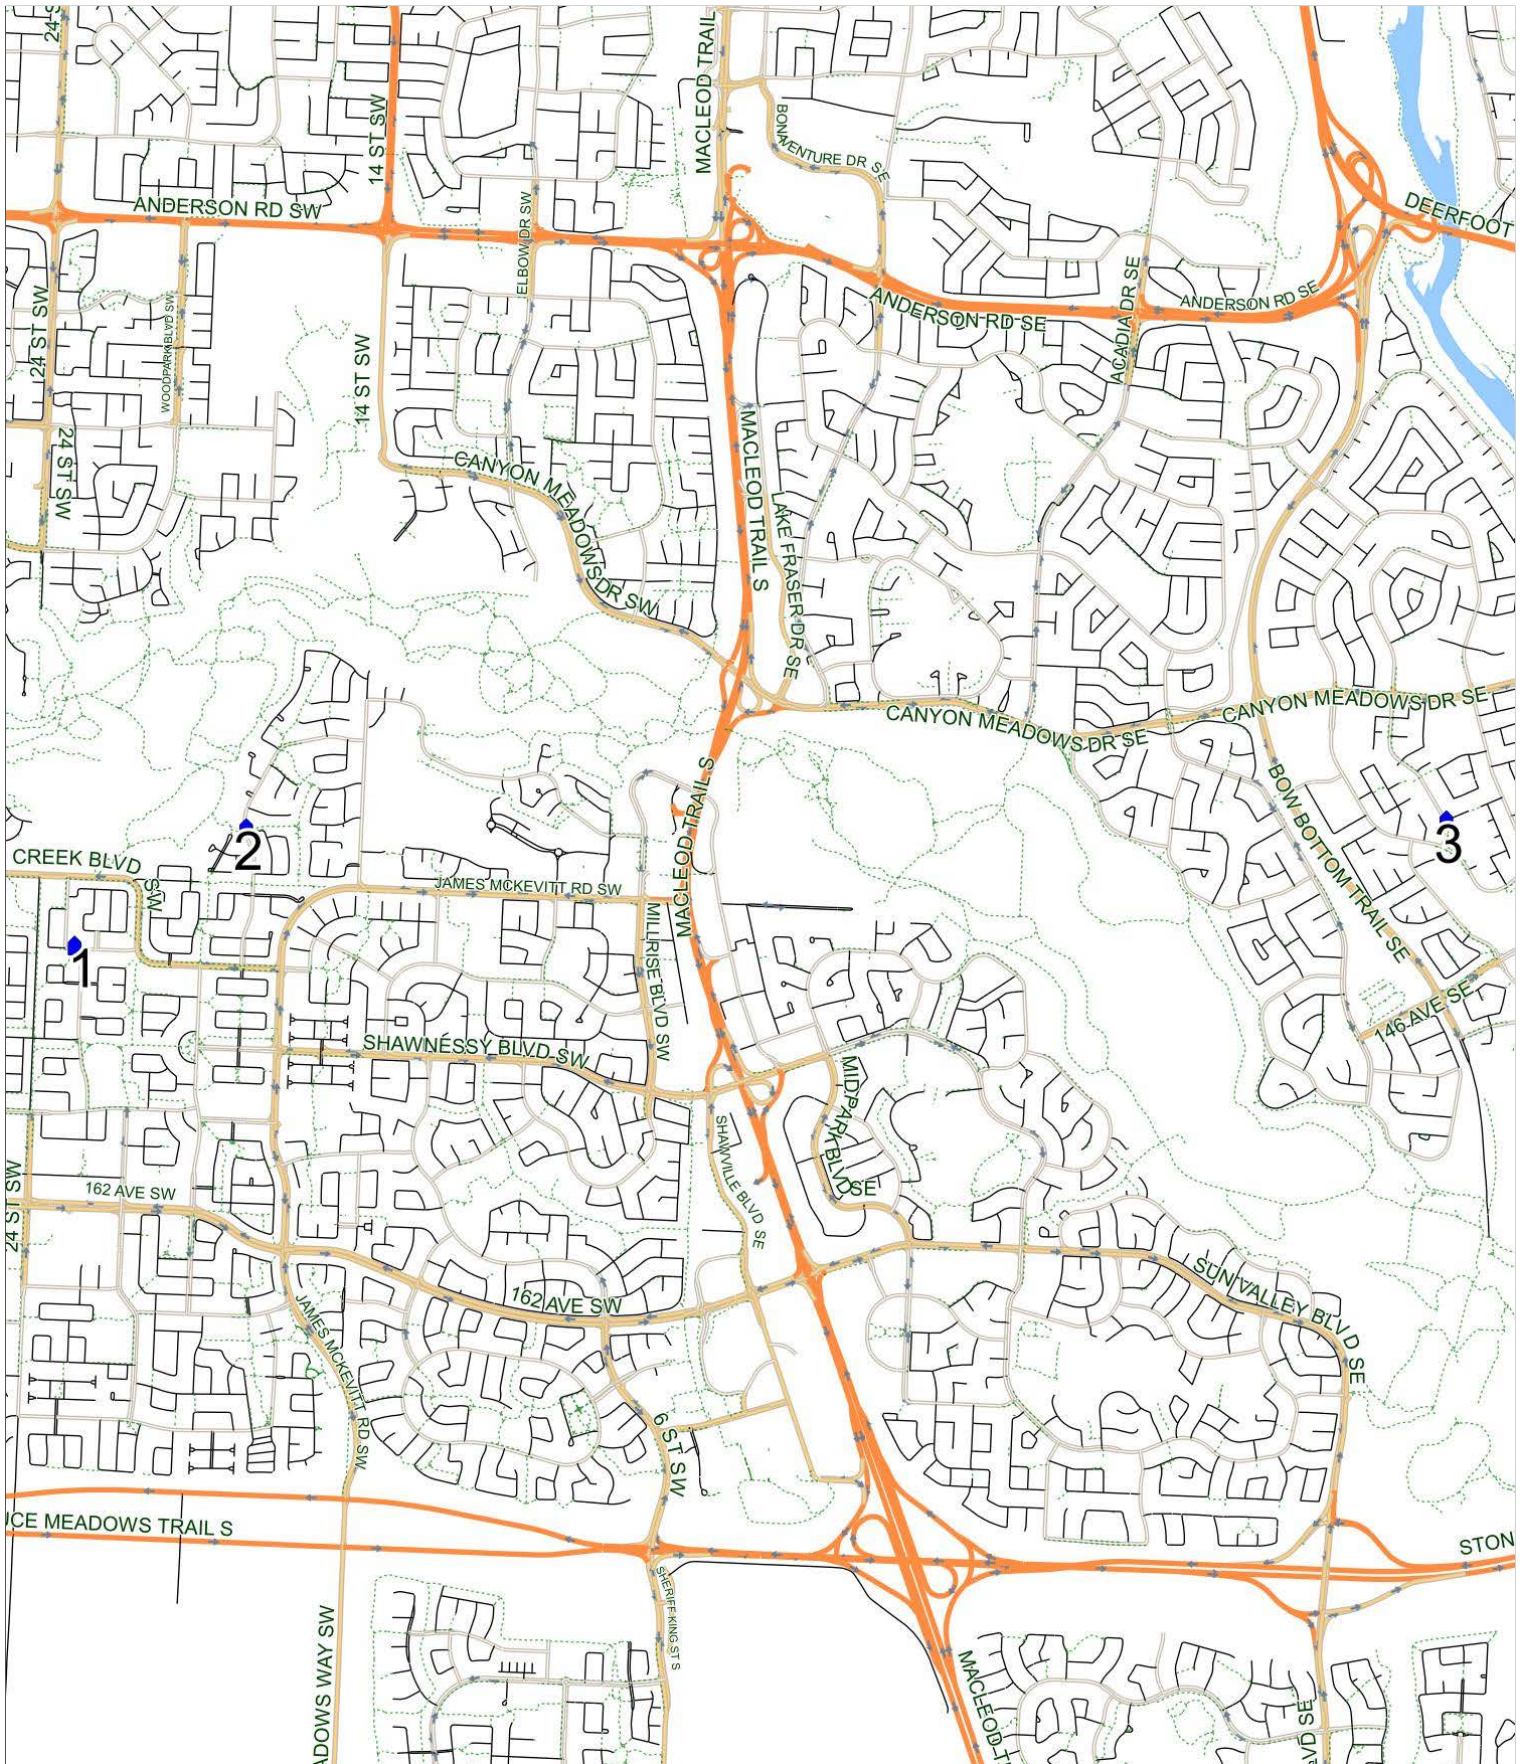 24 S
MACLEOD TRAIL
14 ST SW
BONAVENTURE DR SE
ANDERSON RD SW
ELBOW DR SW
DEERFOOT
24 ST SW
WOODPARK BLVD SW
14 ST SW
ANDERSON RD SE
ACADIA DR SE
ANDERSON RD SE
24 ST SW
CANYON MEADOWS DR SW
MACLEOD TRAIL S
LAKE FRASER DR SE
CANYON MEADOWS DR SE
CANYON MEADOWS DR SE
MACLEOD TRAIL S
BOW BOTTOM TRAIL SE
2
3
CREEK BLVD SW
JAMES MCKEVITT RD SW
1
MILLRISE BLVD SW
146 AVE SE
SHAWNESSY BLVD SW
MIDPARK BLVD SE
SHAWVILLE BLVD SE
24 ST SW
162 AVE SW
162 AVE SW
SUN VALLEY BLVD SE
JAMES MCKEVITT RD SW
6 ST SW
UCE MEADOWS TRAIL S
STON
SHERIFF KING ST S
ADOWS WAY SW
MACLEOD T
VD SE